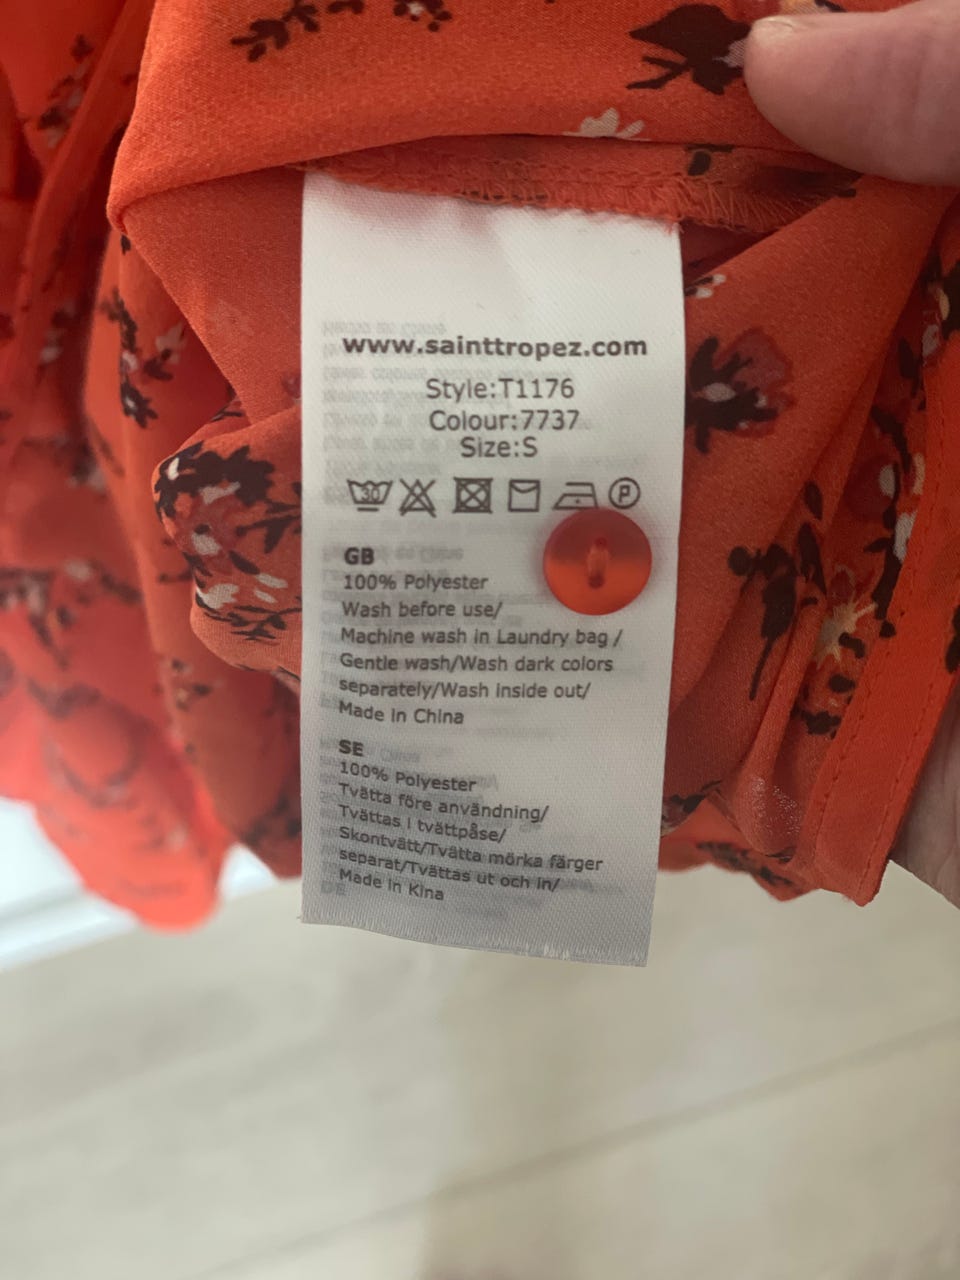 www.sainttropez.com
Style:T1176
Colour:7737
Size:S
30
P
GB
100% Polyester
Wash before use/
Machine wash in Laundry bag /
Gentle wash/Wash dark colors
separately/Wash inside out/
Made in China
SE
100% Polyester
Tvätta före användning/
Tvättas i tvättpåse/
Skontvätt/Tvätta mörka färger
separat/Tvättas ut och in/
Made in Kina